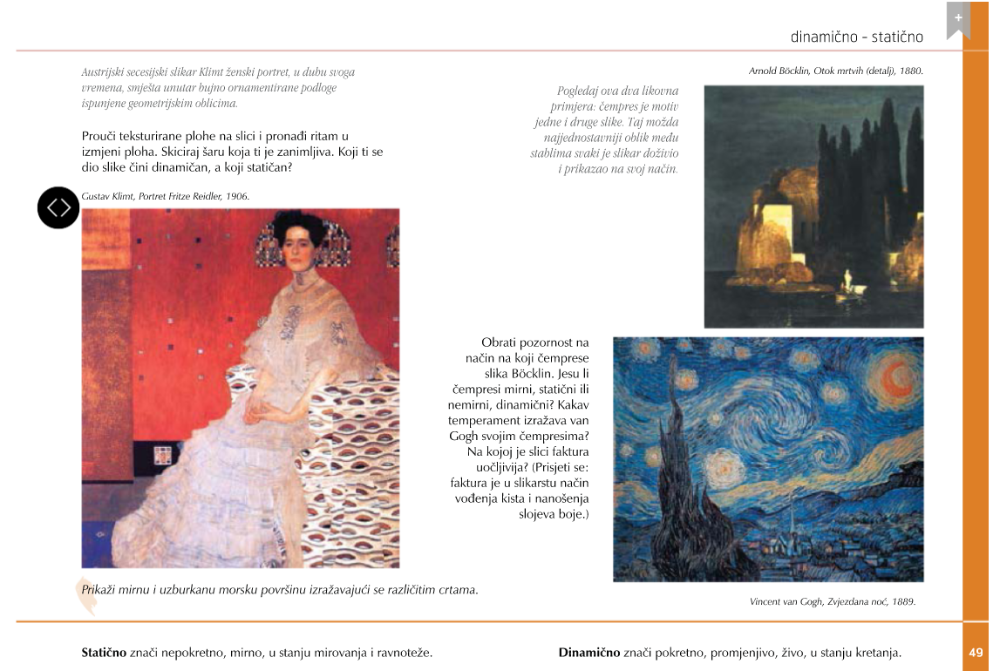 +
dinamično - statično
Austrijski secesijski slikar Klimt ženski portret, u duhu svoga
vremena, smješta unutar bujno ornamentirane podloge
ispunjene geometrijskim oblicima.
Prouči teksturirane plohe na slici i pronađi ritam u
izmjeni ploha. Skiciraj šaru koja ti je zanimljiva. Koji ti se
dio slike čini dinamičan, a koji statičan?
Gustav Klimt, Portret Fritze Reidler, 1906.
Arnold Böcklin, Otok mrtvih (detalj), 1880.
Pogledaj ova dva likovna
primjera: čempres je motiv
jedne i druge slike. Taj možda
najjednostavniji oblik među
stablima svaki je slikar doživio
i prikazao na svoj način.
Obrati pozornost na
način na koji čemprese
slika Böcklin. Jesu li
čempresi mirni, statični ili
nemirni, dinamični? Kakav
temperament izražava van
Gogh svojim čempresima?
Na kojoj je slici faktura
uočljivija? (Prisjeti se:
faktura je u slikarstu način
vođenja kista i nanošenja
slojeva boje.)
Prikaži mirnu i uzburkanu morsku površinu izražavajući se različitim crtama.
Vincent van Gogh, Zvjezdana noć, 1889.
Statično znači nepokretno, mirno, u stanju mirovanja i ravnoteže.
Dinamično znači pokretno, promjenjivo, živo, u stanju kretanja.
49